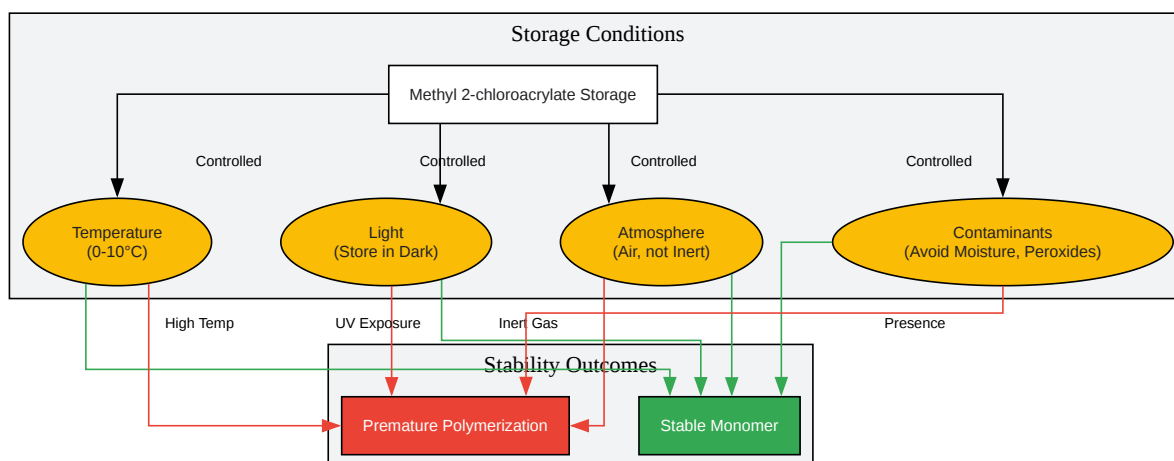 Storage Conditions
Methyl 2-chloroacrylate Storage
Controlled
Controlled
Controlled
Controlled
Temperature
(0-10°C)
Light
(Store in Dark)
Atmosphere
(Air, not Inert)
Contaminants
(Avoid Moisture, Peroxides)
High Temp
UV Exposure
Inert Gas
Presence
Stability Outcomes
Premature Polymerization
Stable Monomer